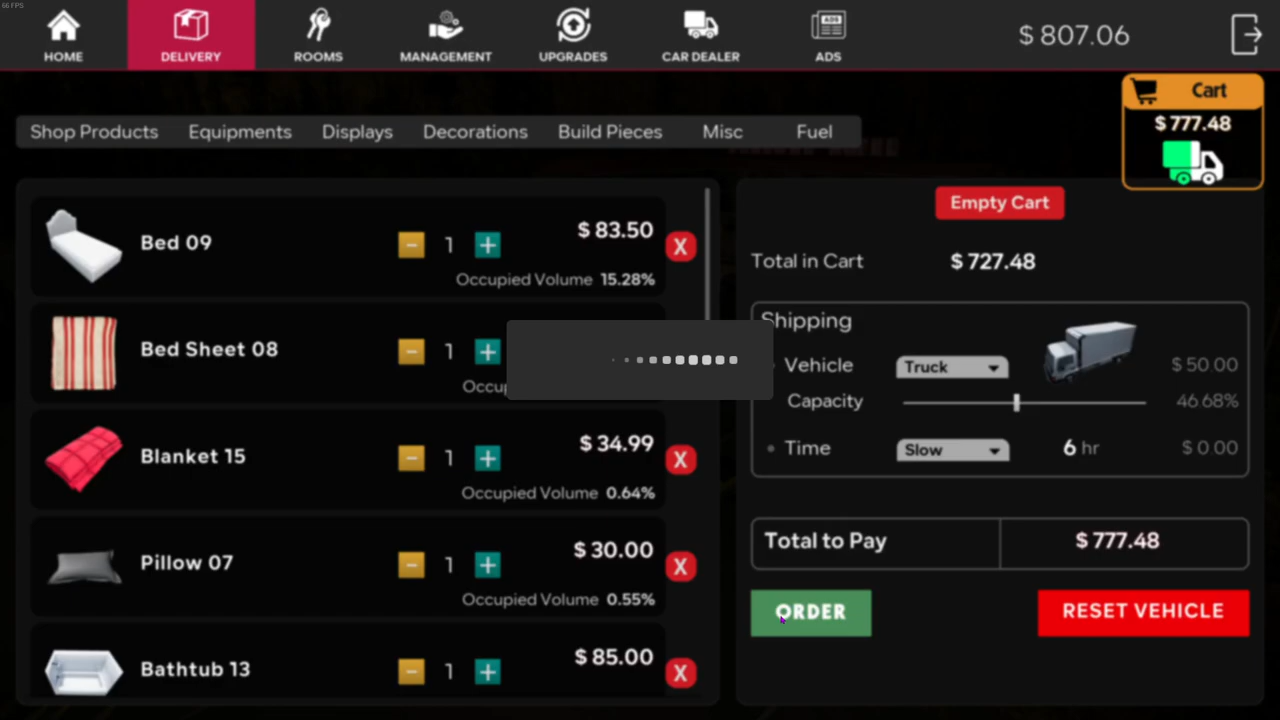 66 FPS
HOME
DELIVERY
ROOMS
MANAGEMENT
UPGRADES
CAR DEALER
ADS
ADS
$ 807.06
Cart
$ 777.48
Shop Products
Equipments
Displays
Decorations
Build Pieces
Misc
Fuel
Bed 09
1
$ 83.50
X
Occupied Volume 15.28%
Bed Sheet 08
1
Occup
Blanket 15
1
$ 34.99
X
Occupied Volume 0.64%
Pillow 07
1
$ 30.00
X
Occupied Volume 0.55%
Bathtub 13
1
$ 85.00
X
Empty Cart
Total in Cart $ 727.48
Shipping
Vehicle Truck $ 50.00
Capacity 46.68%
Time Slow 6 hr $ 0.00
Total to Pay $ 777.48
ORDER
RESET VEHICLE